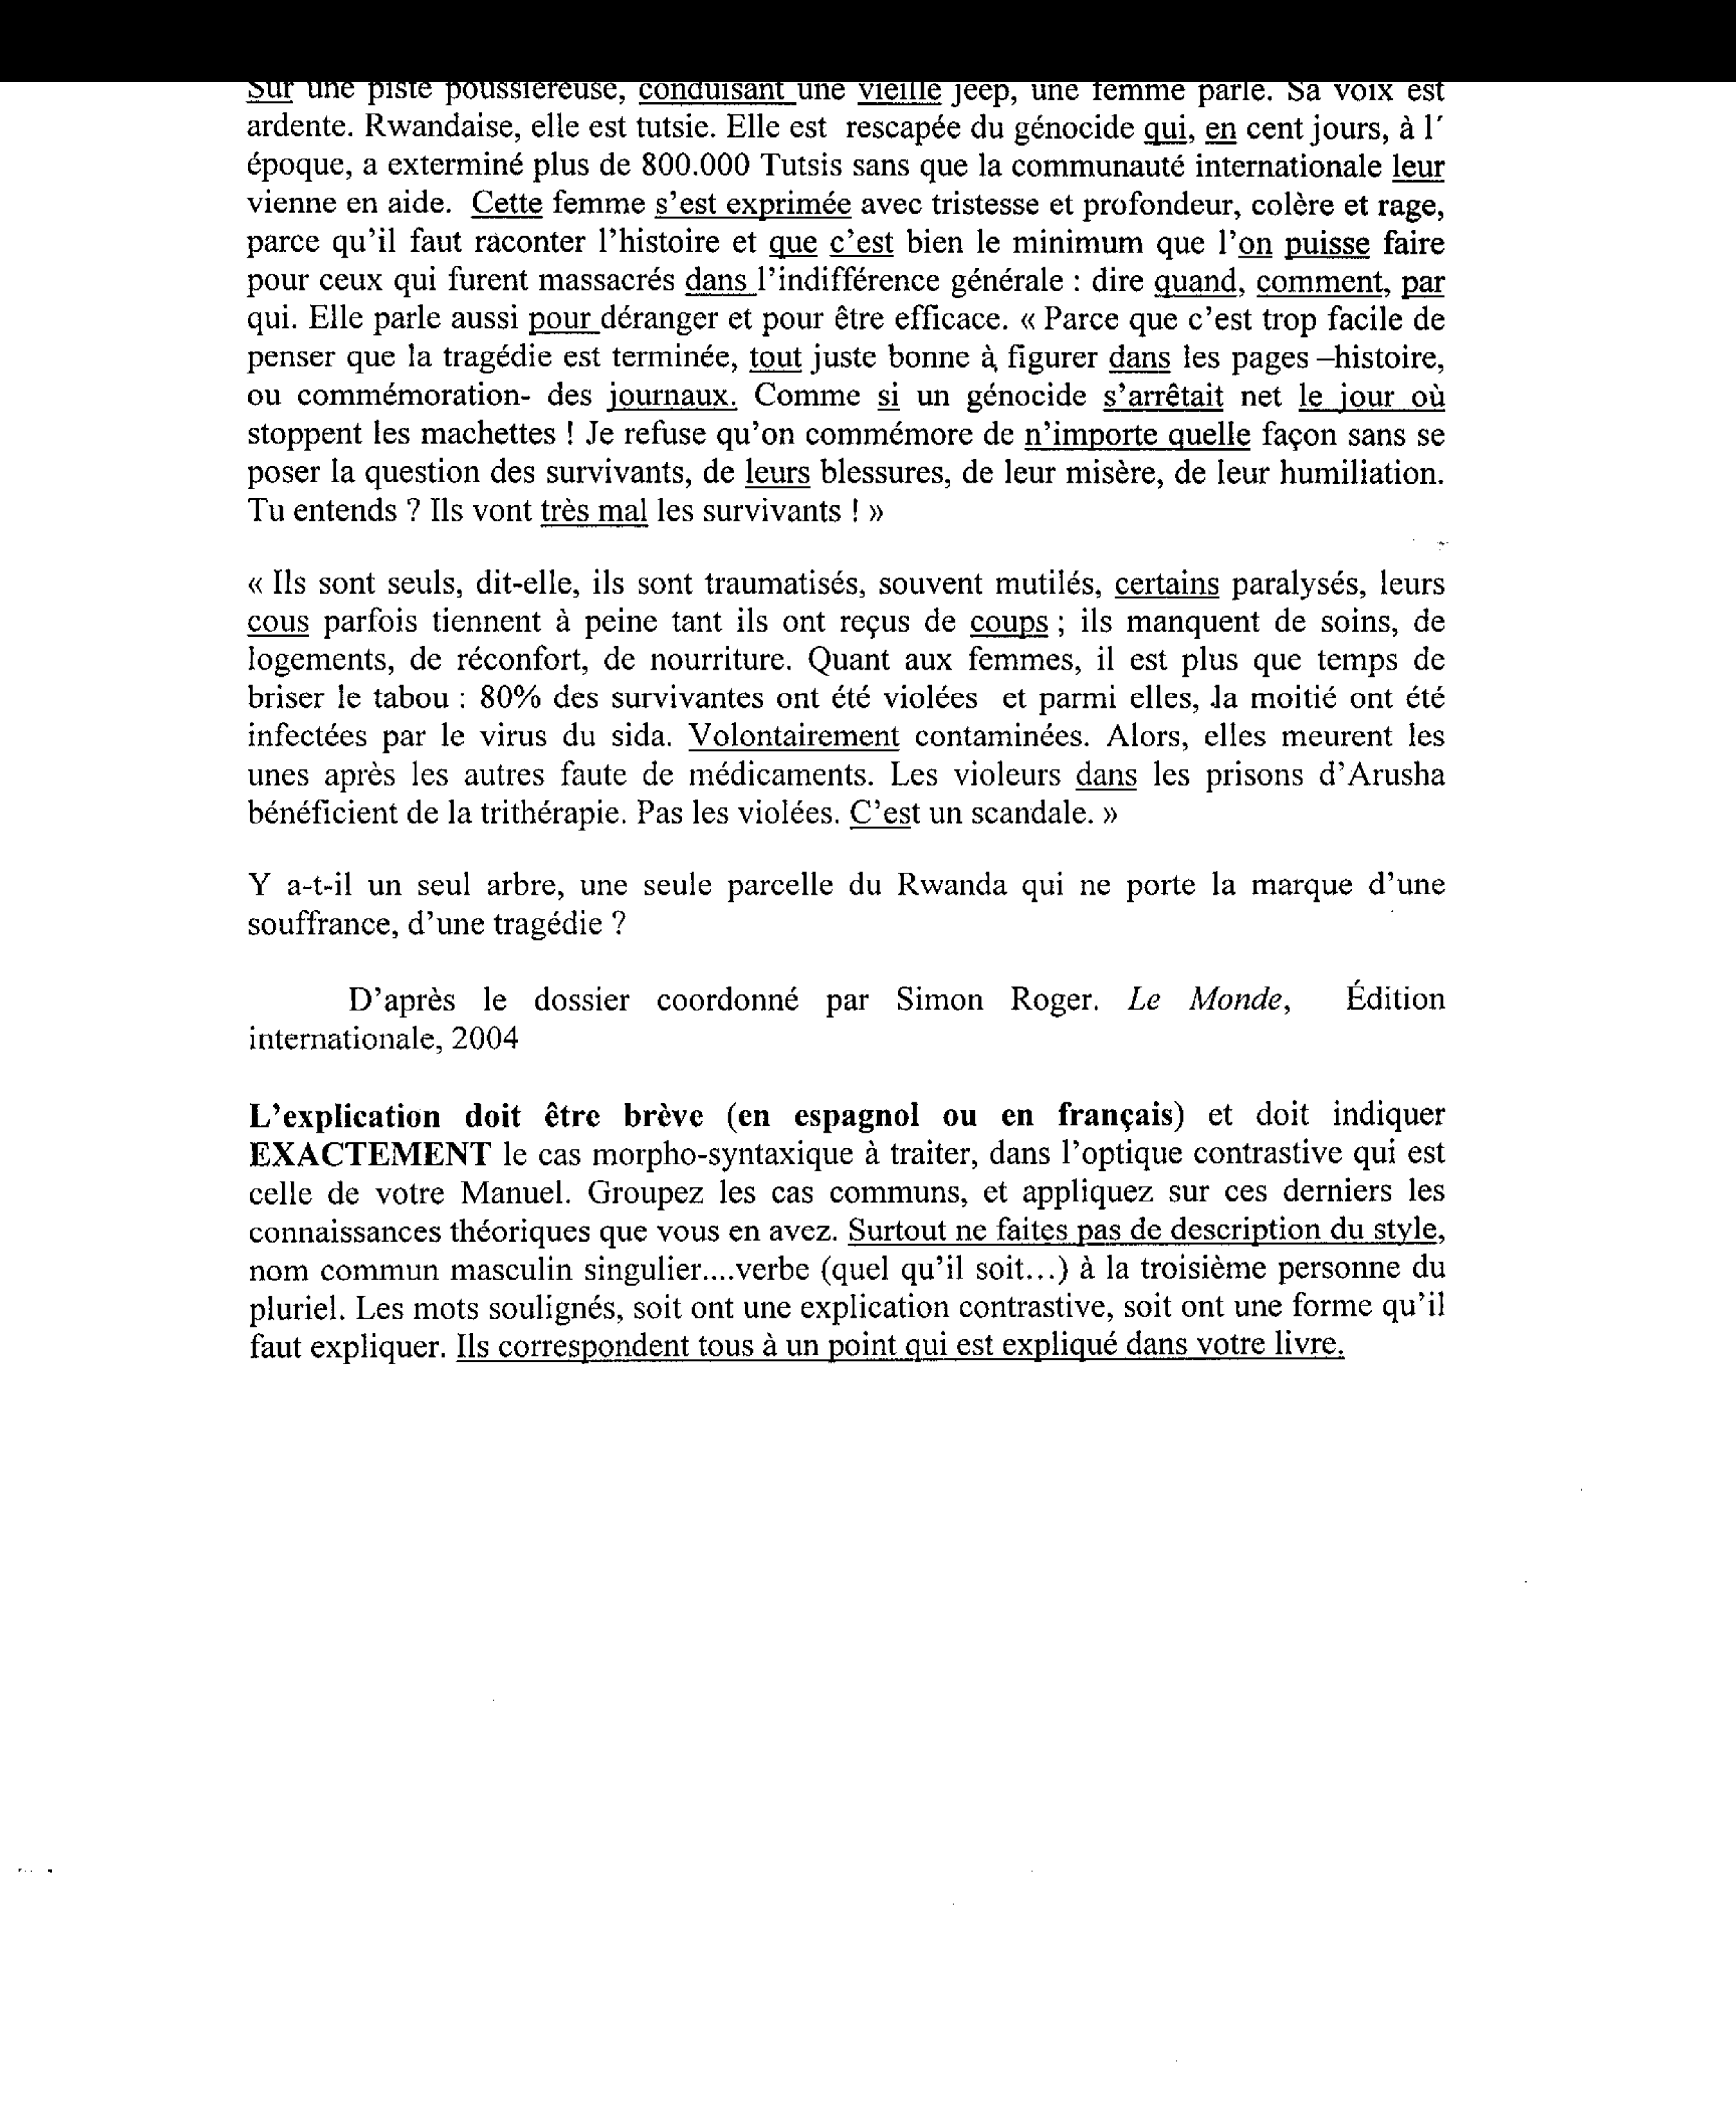 Sur une piste poussiéreuse, conduisant une vieille jeep, une femme parle. Sa voix est
ardente. Rwandaise, elle est tutsie. Elle est rescapée du génocide qui, en cent jours, à l´
époque, a exterminé plus de 800.000 Tutsis sans que la communauté internationale leur
vienne en aide. Cette femme s’est exprimée avec tristesse et profondeur, colère et rage,
parce qu’il faut raconter l’histoire et que c’est bien le minimum que l’on puisse faire
pour ceux qui furent massacrés dans l’indifférence générale : dire quand, comment, par
qui. Elle parle aussi pour déranger et pour être efficace. « Parce que c’est trop facile de
penser que la tragédie est terminée, tout juste bonne à figurer dans les pages –histoire,
ou commémoration- des journaux. Comme si un génocide s’arrêtait net le jour où
stoppent les machettes ! Je refuse qu’on commémore de n’importe quelle façon sans se
poser la question des survivants, de leurs blessures, de leur misère, de leur humiliation.
Tu entends ? Ils vont très mal les survivants ! »
« Ils sont seuls, dit-elle, ils sont traumatisés, souvent mutilés, certains paralysés, leurs
cous parfois tiennent à peine tant ils ont reçus de coups ; ils manquent de soins, de
logements, de réconfort, de nourriture. Quant aux femmes, il est plus que temps de
briser le tabou : 80% des survivantes ont été violées et parmi elles, la moitié ont été
infectées par le virus du sida. Volontairement contaminées. Alors, elles meurent les
unes après les autres faute de médicaments. Les violeurs dans les prisons d’Arusha
bénéficient de la trithérapie. Pas les violées. C’est un scandale. »
Y a-t-il un seul arbre, une seule parcelle du Rwanda qui ne porte la marque d’une
souffrance, d’une tragédie ?
D’après le dossier coordonné par Simon Roger. Le Monde, Édition
internationale, 2004
L’explication doit être brève (en espagnol ou en français) et doit indiquer
EXACTEMENT le cas morpho-syntaxique à traiter, dans l’optique contrastive qui est
celle de votre Manuel. Groupez les cas communs, et appliquez sur ces derniers les
connaissances théoriques que vous en avez. Surtout ne faites pas de description du style,
nom commun masculin singulier....verbe (quel qu’il soit...) à la troisième personne du
pluriel. Les mots soulignés, soit ont une explication contrastive, soit ont une forme qu’il
faut expliquer. Ils correspondent tous à un point qui est expliqué dans votre livre.